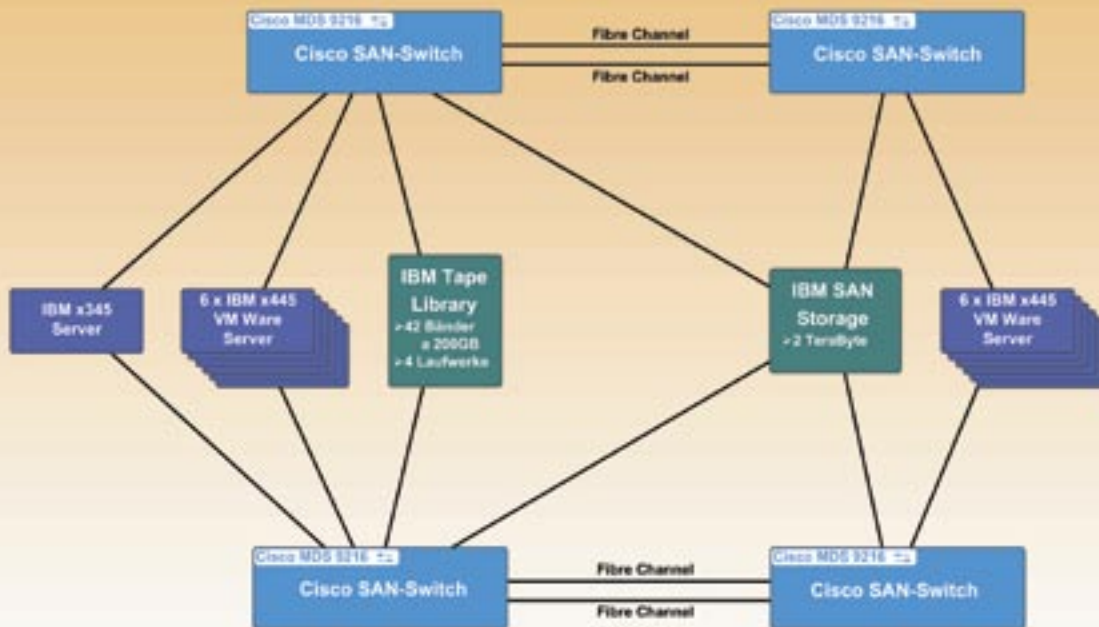 Cisco MDS 9216
Cisco SAN-Switch
Fibre Channel
Fibre Channel
Cisco MDS 9216
Cisco SAN-Switch
IBM x345
Server
6 x IBM x445
VM Ware
Server
IBM Tape
Library
>42 Bänder
a 200GB
>4 Laufwerke
IBM SAN
Storage
>2 TeraByte
6 x IBM x445
VM Ware
Server
Cisco MDS 9216
Cisco SAN-Switch
Fibre Channel
Fibre Channel
Cisco MDS 9216
Cisco SAN-Switch